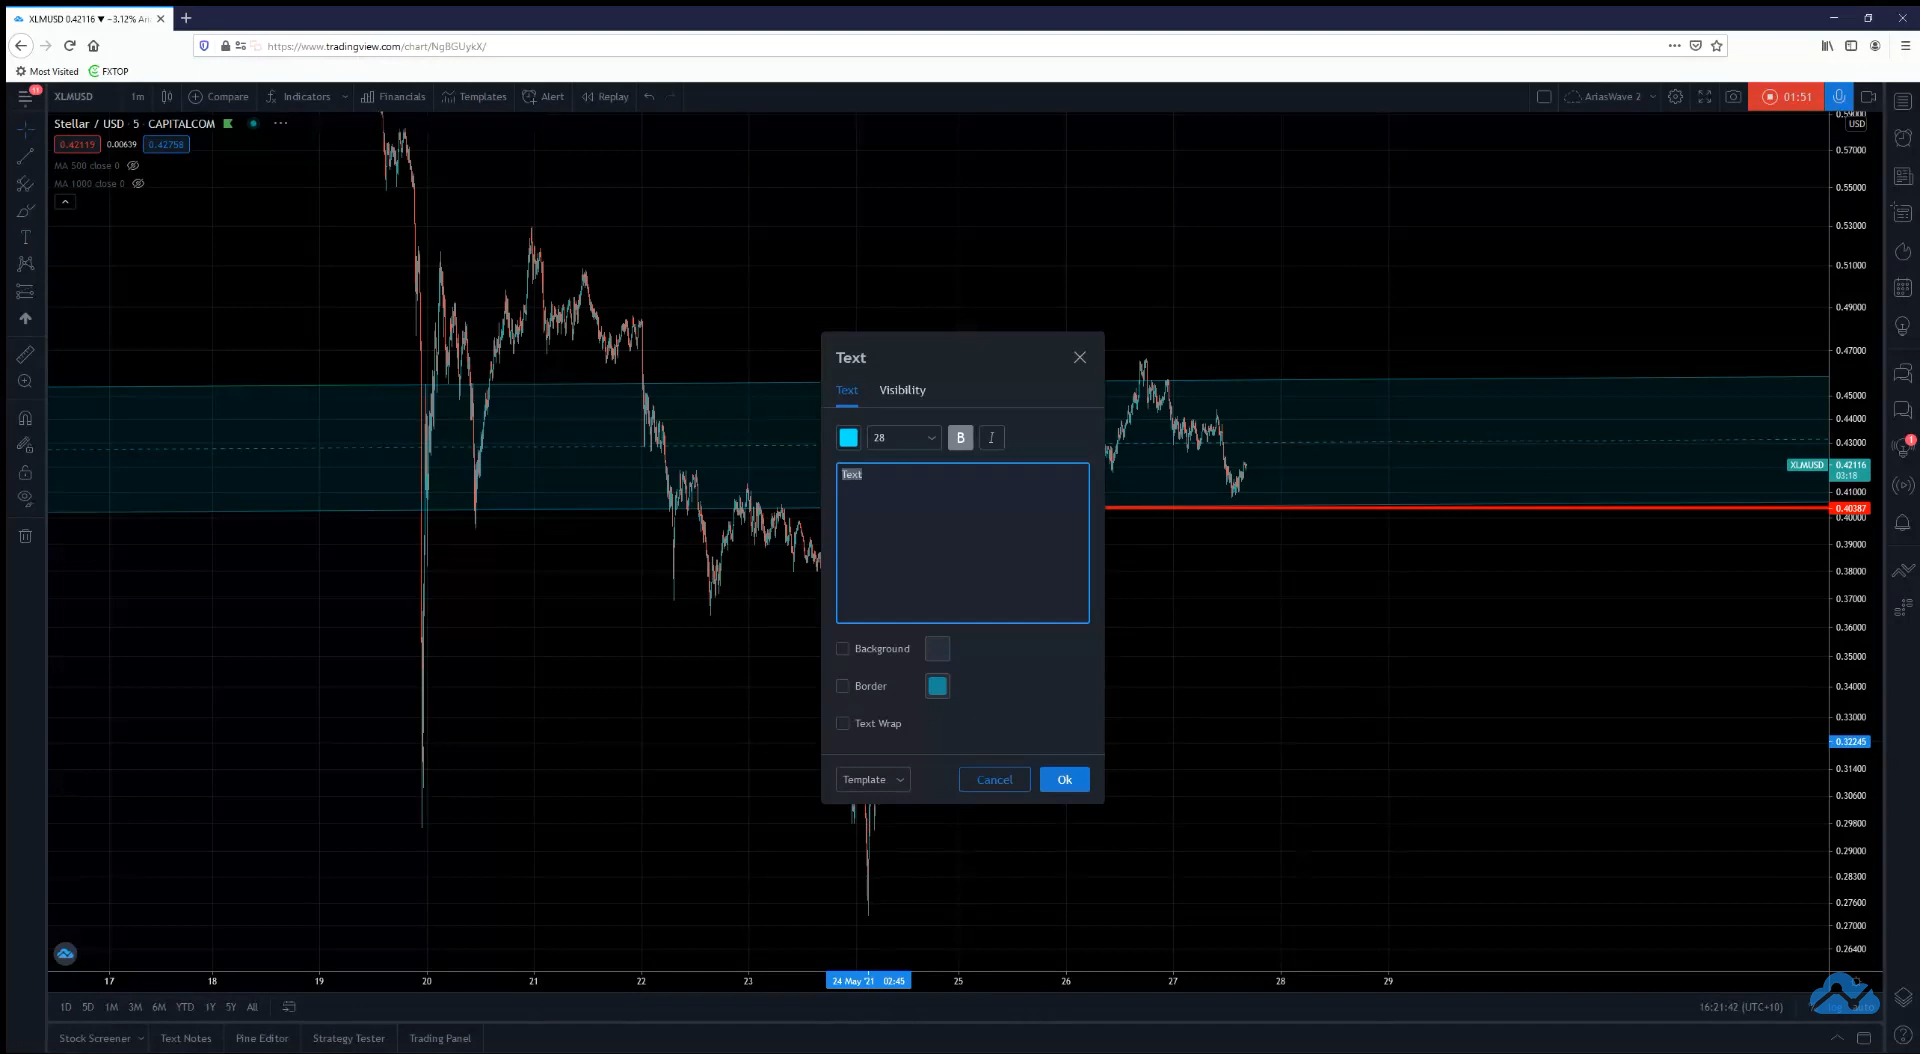 XLMUSD 0.42116 ▼ −3.12% Ari
https://www.tradingview.com/chart/NgBGUykX/
Most Visited
FXTOP
11
XLMUSD
1m
Compare
Indicators
Financials
Templates
Alert
Replay
AriasWave 2
01:51
Stellar / USD · 5 · CAPITALCOM
0.42119
0.00639
0.42758
MA 500 close 0
MA 1000 close 0
USD
0.59000
0.57000
0.55000
0.53000
0.51000
0.49000
0.47000
0.45000
0.44000
0.43000
XLMUSD
0.42116
03:18
0.41000
0.40387
0.40000
0.39000
0.38000
0.37000
0.36000
0.35000
0.34000
0.33000
0.32245
0.31400
0.30600
0.29800
0.29000
0.28300
0.27600
0.27000
0.26400
1
Text
Text
Visibility
28
B
I
Text
Background
Border
Text Wrap
Template
Cancel
Ok
17
18
19
20
21
22
23
24 May '21 02:45
25
26
27
28
29
1D
5D
1M
3M
6M
YTD
1Y
5Y
All
16:21:42 (UTC+10)
log
auto
Stock Screener
Text Notes
Pine Editor
Strategy Tester
Trading Panel